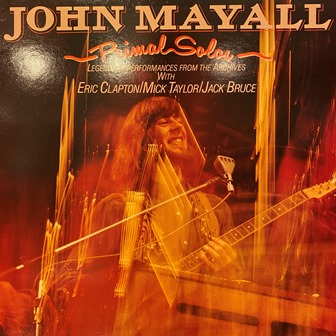 JOHN MAYALL
Primal Solos
LEGENDARY PERFORMANCES FROM THE ARCHIVES
WITH
ERIC CLAPTON/MICK TAYLOR/JACK BRUCE